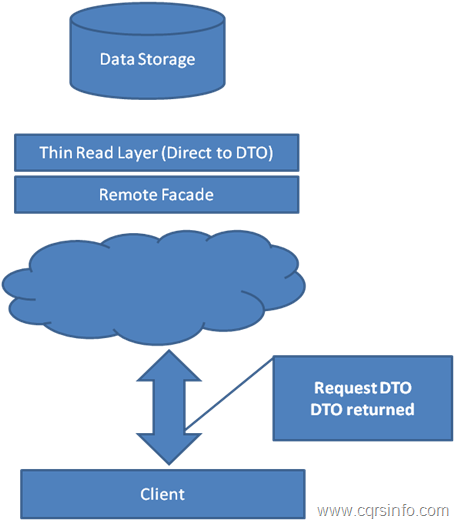 Data Storage
Thin Read Layer (Direct to DTO)
Remote Facade
Request DTO
DTO returned
Client
www.cqrsinfo.com